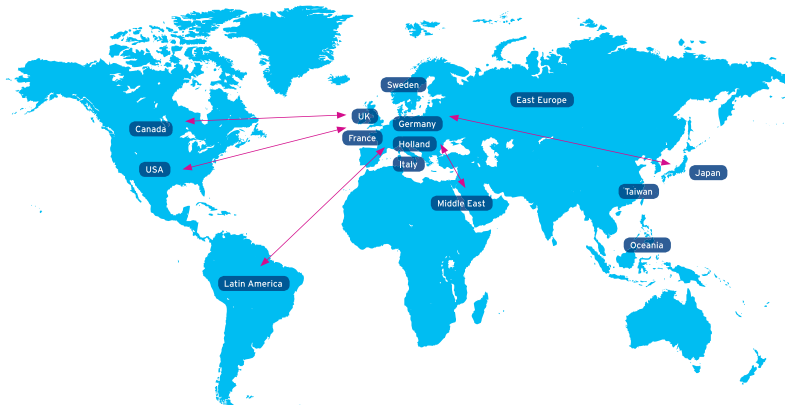 Sweden
East Europe
UK
Germany
Canada
France
Holland
Italy
USA
Japan
Taiwan
Middle East
Oceania
Latin America